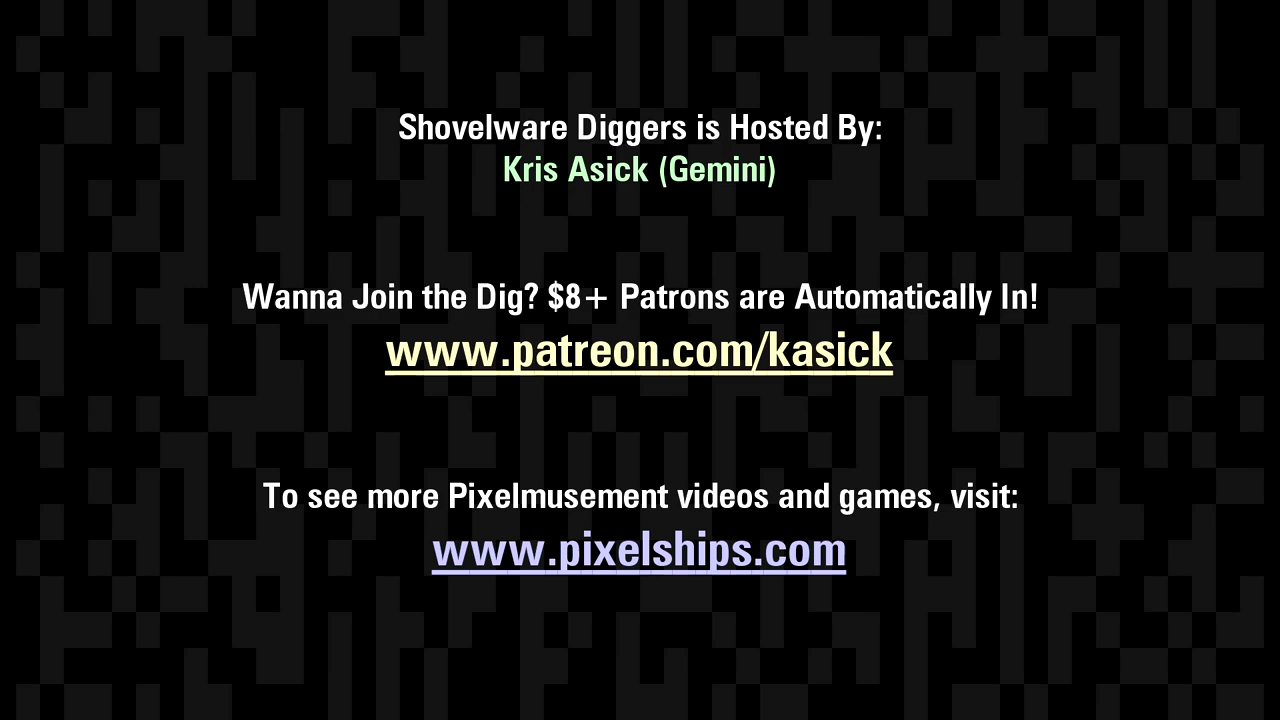 Shovelware Diggers is Hosted By:
Kris Asick (Gemini)
Wanna Join the Dig? $8+ Patrons are Automatically In!
www.patreon.com/kasick
To see more Pixelmusement videos and games, visit:
www.pixelships.com